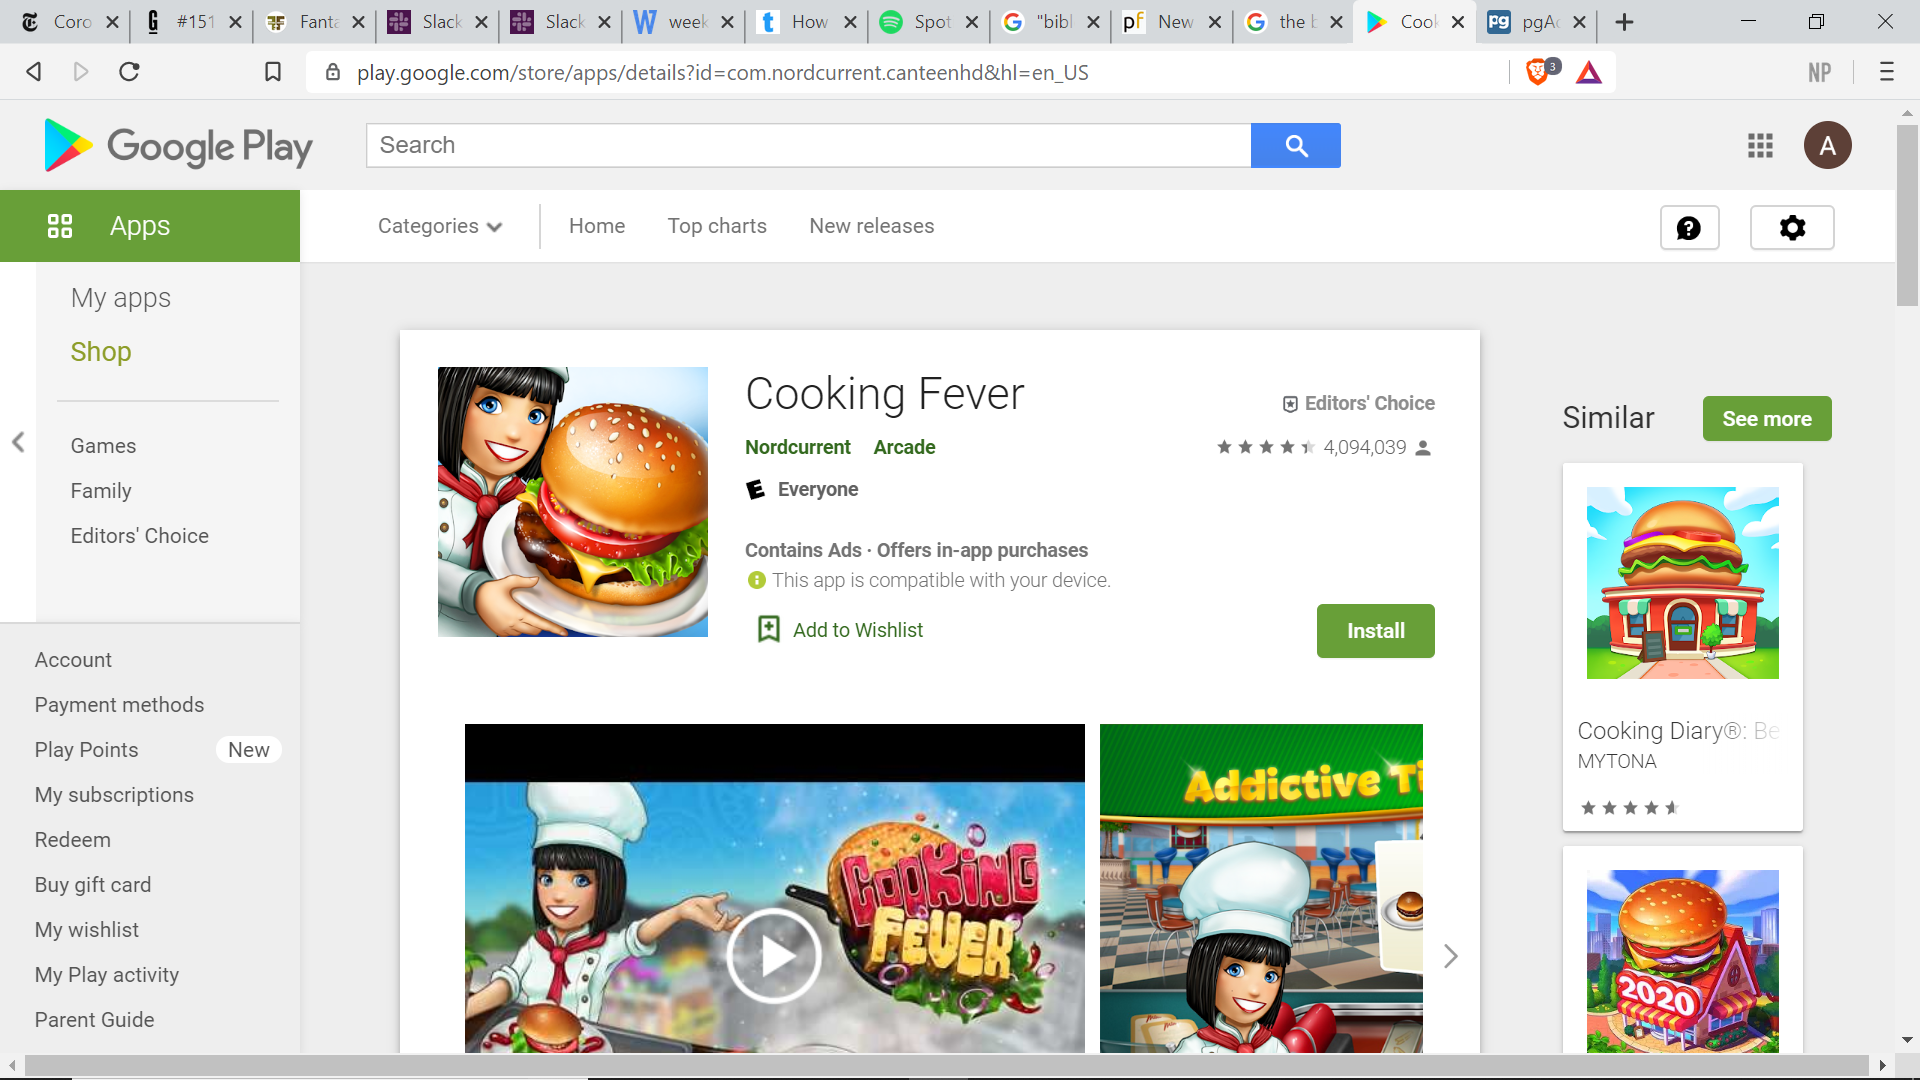 Coro
#151
Fanta
Slack
Slack
week
How
Spot
"bibl
New
the b
Cook
pgAd
play.google.com/store/apps/details?id=com.nordcurrent.canteenhd&hl=en_US
3
NP
Google Play
Search
A
Apps
Categories
Home
Top charts
New releases
My apps
Shop
Games
Family
Editors' Choice
Account
Payment methods
Play Points New
My subscriptions
Redeem
Buy gift card
My wishlist
My Play activity
Parent Guide
Cooking Fever
Editors' Choice
Nordcurrent Arcade
4,094,039
E Everyone
Contains Ads · Offers in-app purchases
This app is compatible with your device.
Add to Wishlist
Install
COOKING
FEVER
Addictive Ti
Similar
See more
Cooking Diary®: Be
MYTONA
2020